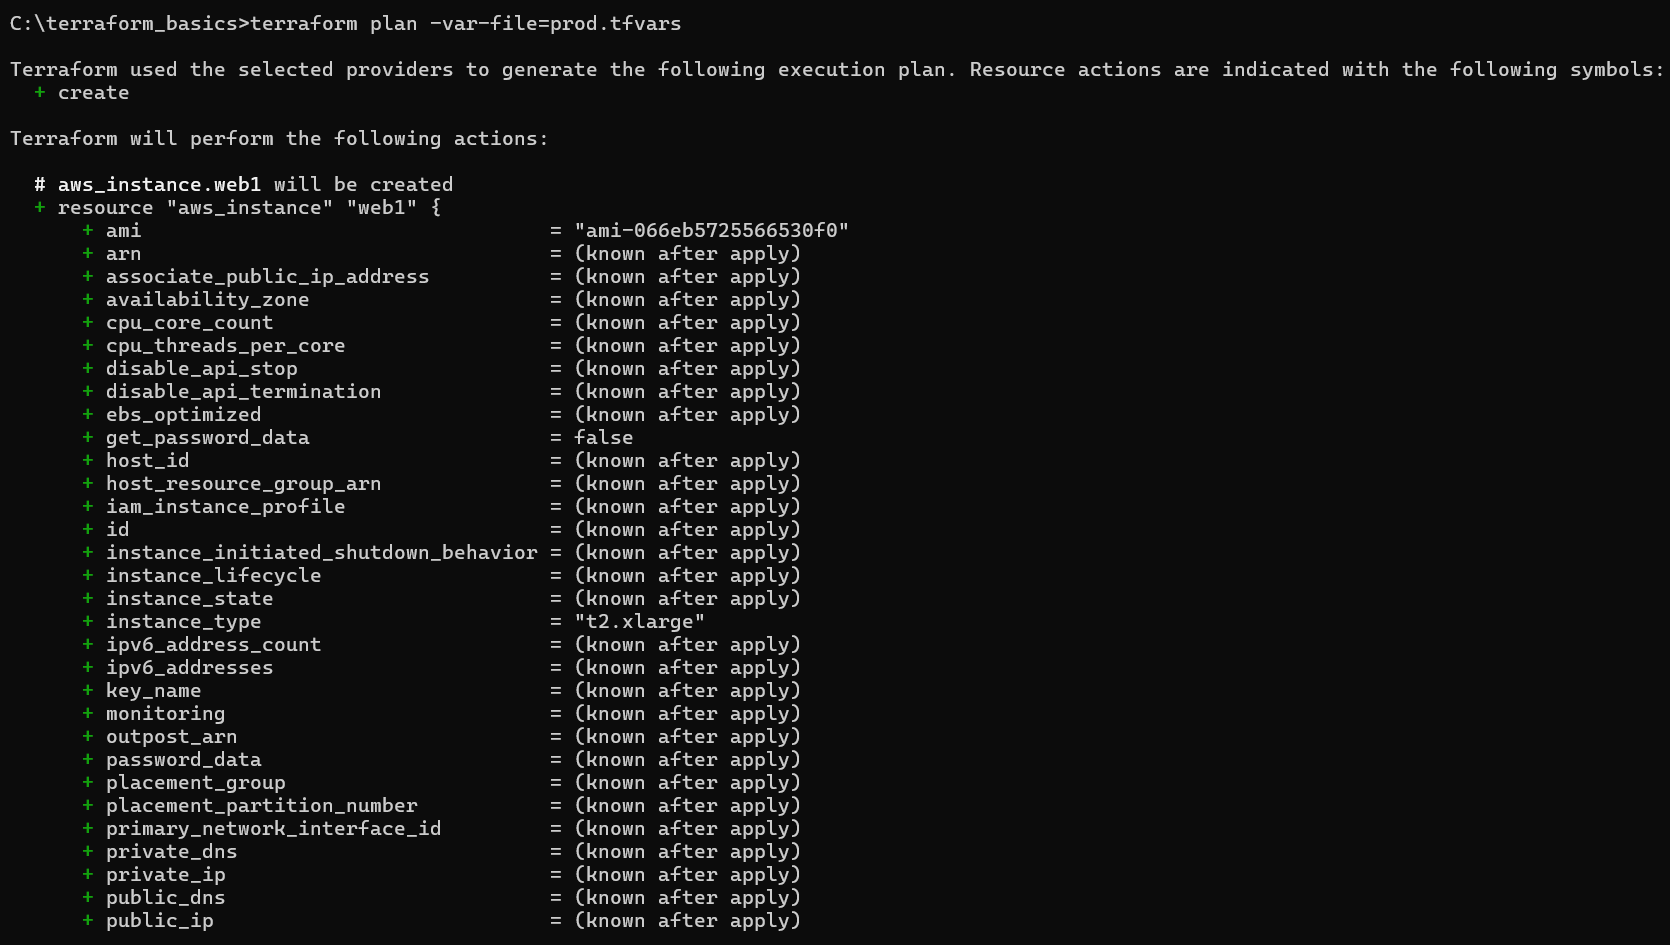 C:\terraform_basics>terraform plan -var-file=prod.tfvars
Terraform used the selected providers to generate the following execution plan. Resource actions are indicated with the following symbols:
+ create
Terraform will perform the following actions:
# aws_instance.web1 will be created
+ resource "aws_instance" "web1" {
+ ami = "ami-066eb5725566530f0"
+ arn = (known after apply)
+ associate_public_ip_address = (known after apply)
+ availability_zone = (known after apply)
+ cpu_core_count = (known after apply)
+ cpu_threads_per_core = (known after apply)
+ disable_api_stop = (known after apply)
+ disable_api_termination = (known after apply)
+ ebs_optimized = (known after apply)
+ get_password_data = false
+ host_id = (known after apply)
+ host_resource_group_arn = (known after apply)
+ iam_instance_profile = (known after apply)
+ id = (known after apply)
+ instance_initiated_shutdown_behavior = (known after apply)
+ instance_lifecycle = (known after apply)
+ instance_state = (known after apply)
+ instance_type = "t2.xlarge"
+ ipv6_address_count = (known after apply)
+ ipv6_addresses = (known after apply)
+ key_name = (known after apply)
+ monitoring = (known after apply)
+ outpost_arn = (known after apply)
+ password_data = (known after apply)
+ placement_group = (known after apply)
+ placement_partition_number = (known after apply)
+ primary_network_interface_id = (known after apply)
+ private_dns = (known after apply)
+ private_ip = (known after apply)
+ public_dns = (known after apply)
+ public_ip = (known after apply)